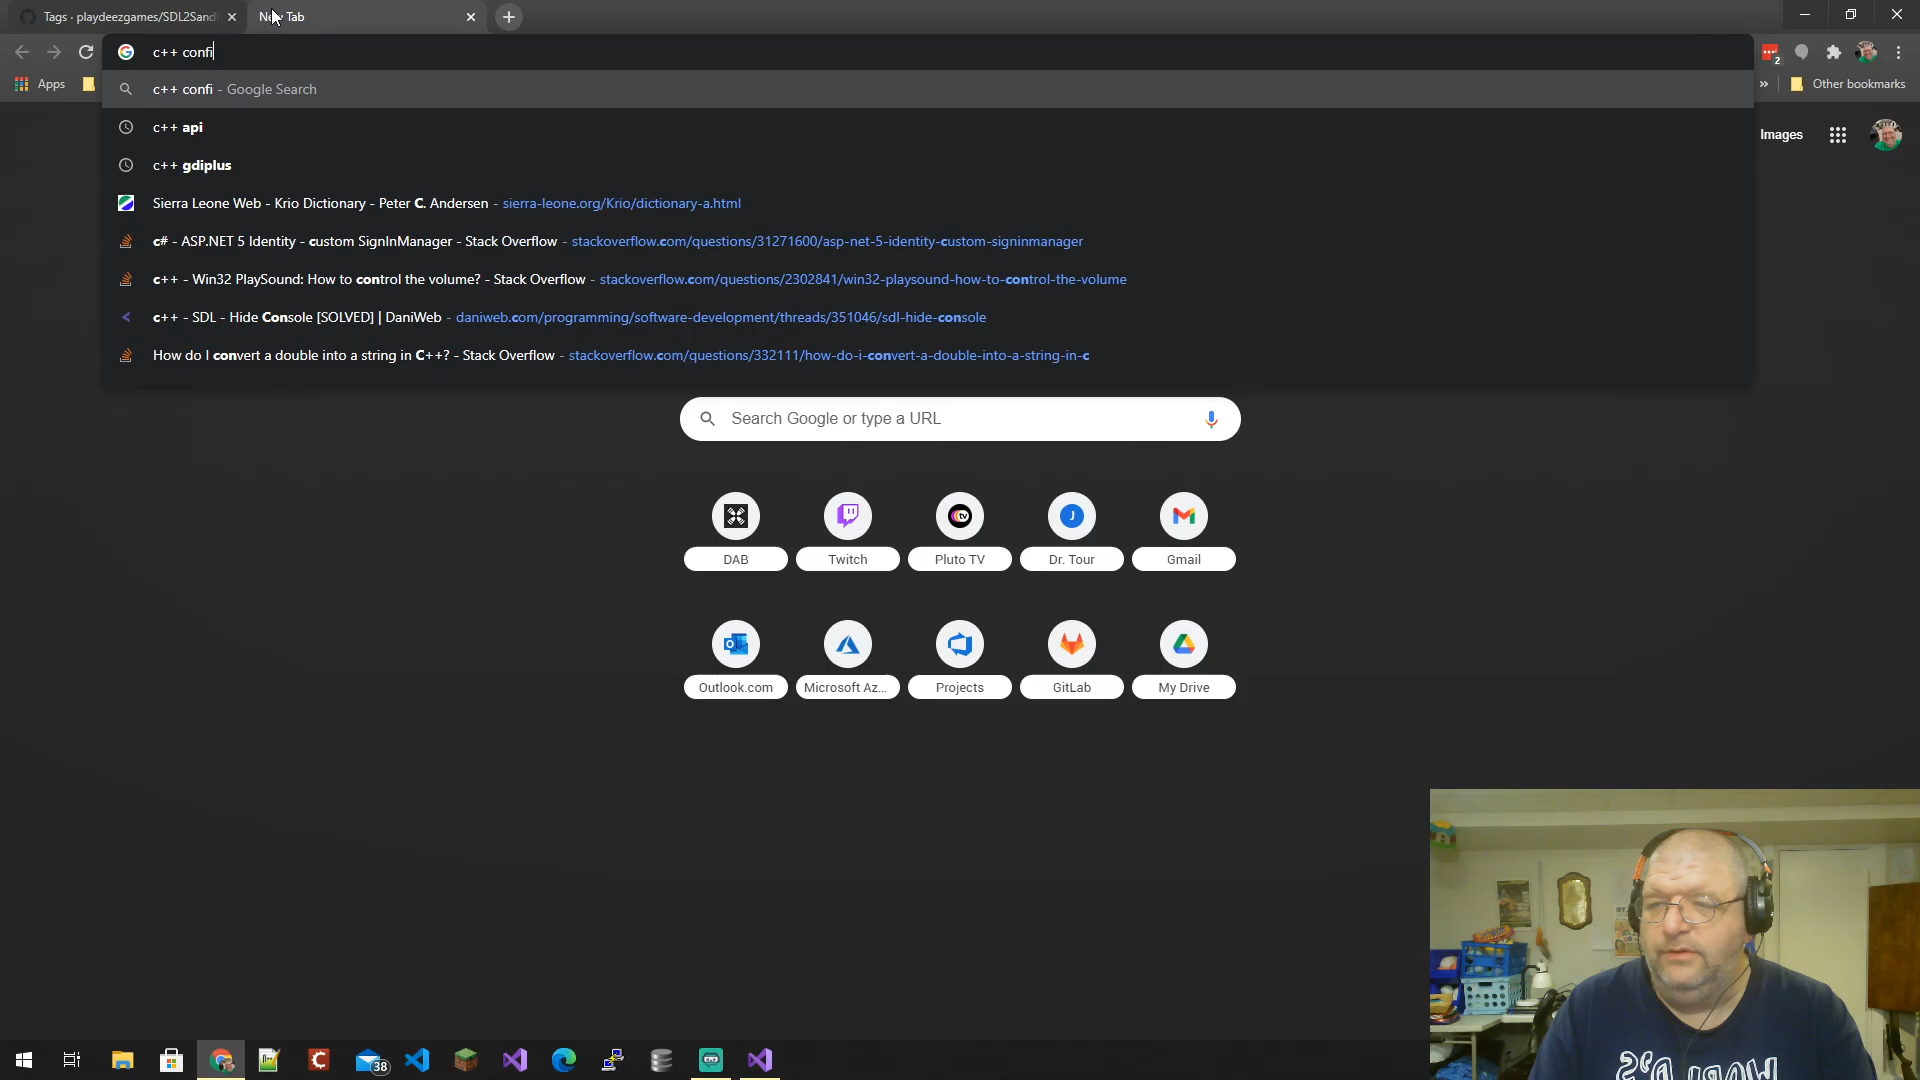 Tags · playdeezgames/SDL2Sand
New Tab
c++ confi
2
Apps
»
Other bookmarks
c++ confi - Google Search
c++ api
c++ gdiplus
Sierra Leone Web - Krio Dictionary - Peter C. Andersen - sierra-leone.org/Krio/dictionary-a.html
c# - ASP.NET 5 Identity - custom SignInManager - Stack Overflow - stackoverflow.com/questions/31271600/asp-net-5-identity-custom-signinmanager
c++ - Win32 PlaySound: How to control the volume? - Stack Overflow - stackoverflow.com/questions/2302841/win32-playsound-how-to-control-the-volume
c++ - SDL - Hide Console [SOLVED] | DaniWeb - daniweb.com/programming/software-development/threads/351046/sdl-hide-console
How do I convert a double into a string in C++? - Stack Overflow - stackoverflow.com/questions/332111/how-do-i-convert-a-double-into-a-string-in-c
Images
Search Google or type a URL
tv
J
DAB
Twitch
Pluto TV
Dr. Tour
Gmail
Outlook.com
Microsoft Az...
Projects
GitLab
My Drive
38